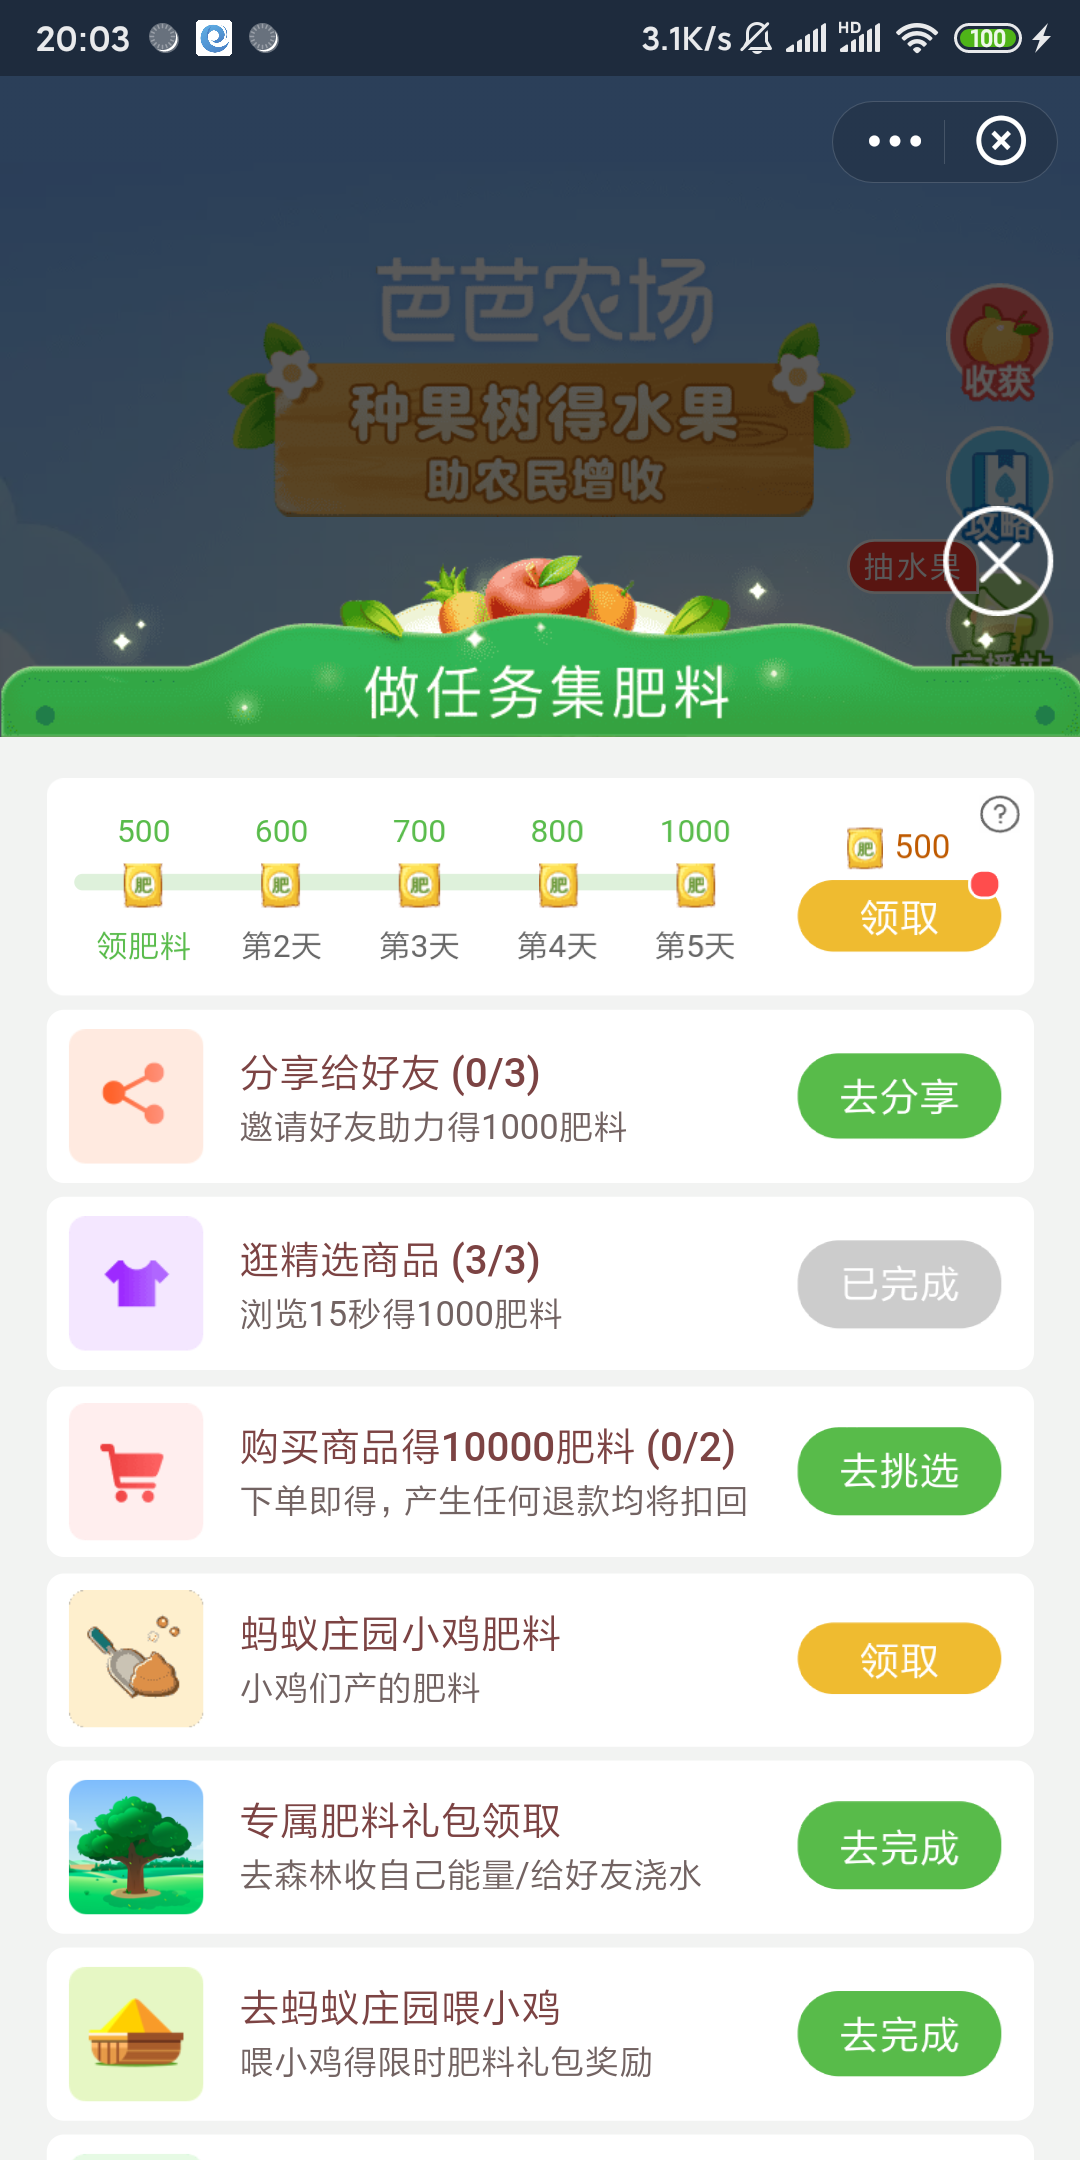 20:03
3.1K/s
HD
100
芭芭农场
种果树得水果
助农民增收
收获
攻略
抽水果
广播站
做任务集肥料
500 600 700 800 1000
肥 肥 肥 肥 肥
领肥料 第2天 第3天 第4天 第5天
?
肥 500
领取
分享给好友 (0/3)
邀请好友助力得1000肥料
去分享
逛精选商品 (3/3)
浏览15秒得1000肥料
已完成
购买商品得10000肥料 (0/2)
下单即得，产生任何退款均将扣回
去挑选
蚂蚁庄园小鸡肥料
小鸡们产的肥料
领取
专属肥料礼包领取
去森林收自己能量/给好友浇水
去完成
去蚂蚁庄园喂小鸡
喂小鸡得限时肥料礼包奖励
去完成